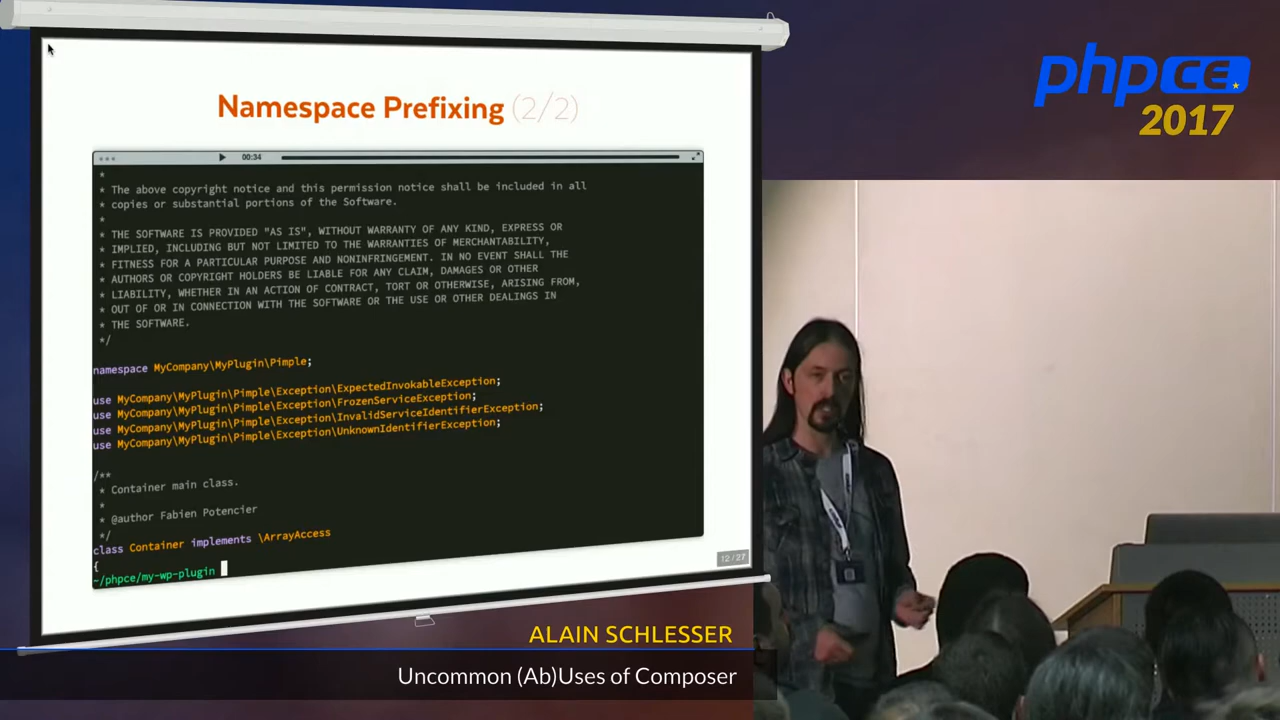 Namespace Prefixing (2/2)
00:34
*
* The above copyright notice and this permission notice shall be included in all
* copies or substantial portions of the Software.
*
* THE SOFTWARE IS PROVIDED "AS IS", WITHOUT WARRANTY OF ANY KIND, EXPRESS OR
* IMPLIED, INCLUDING BUT NOT LIMITED TO THE WARRANTIES OF MERCHANTABILITY,
* FITNESS FOR A PARTICULAR PURPOSE AND NONINFRINGEMENT. IN NO EVENT SHALL THE
* AUTHORS OR COPYRIGHT HOLDERS BE LIABLE FOR ANY CLAIM, DAMAGES OR OTHER
* LIABILITY, WHETHER IN AN ACTION OF CONTRACT, TORT OR OTHERWISE, ARISING FROM,
* OUT OF OR IN CONNECTION WITH THE SOFTWARE OR THE USE OR OTHER DEALINGS IN
* THE SOFTWARE.
*/
namespace MyCompany\MyPlugin\Pimple;
use MyCompany\MyPlugin\Pimple\Exception\ExpectedInvokableException;
use MyCompany\MyPlugin\Pimple\Exception\FrozenServiceException;
use MyCompany\MyPlugin\Pimple\Exception\InvalidServiceIdentifierException;
use MyCompany\MyPlugin\Pimple\Exception\UnknownIdentifierException;
/**
* Container main class.
*
* @author Fabien Potencier
*/
class Container implements \ArrayAccess
{
~/phpce/my-wp-plugin
12 / 27
phpCE
2017
ALAIN SCHLESSER
Uncommon (Ab)Uses of Composer